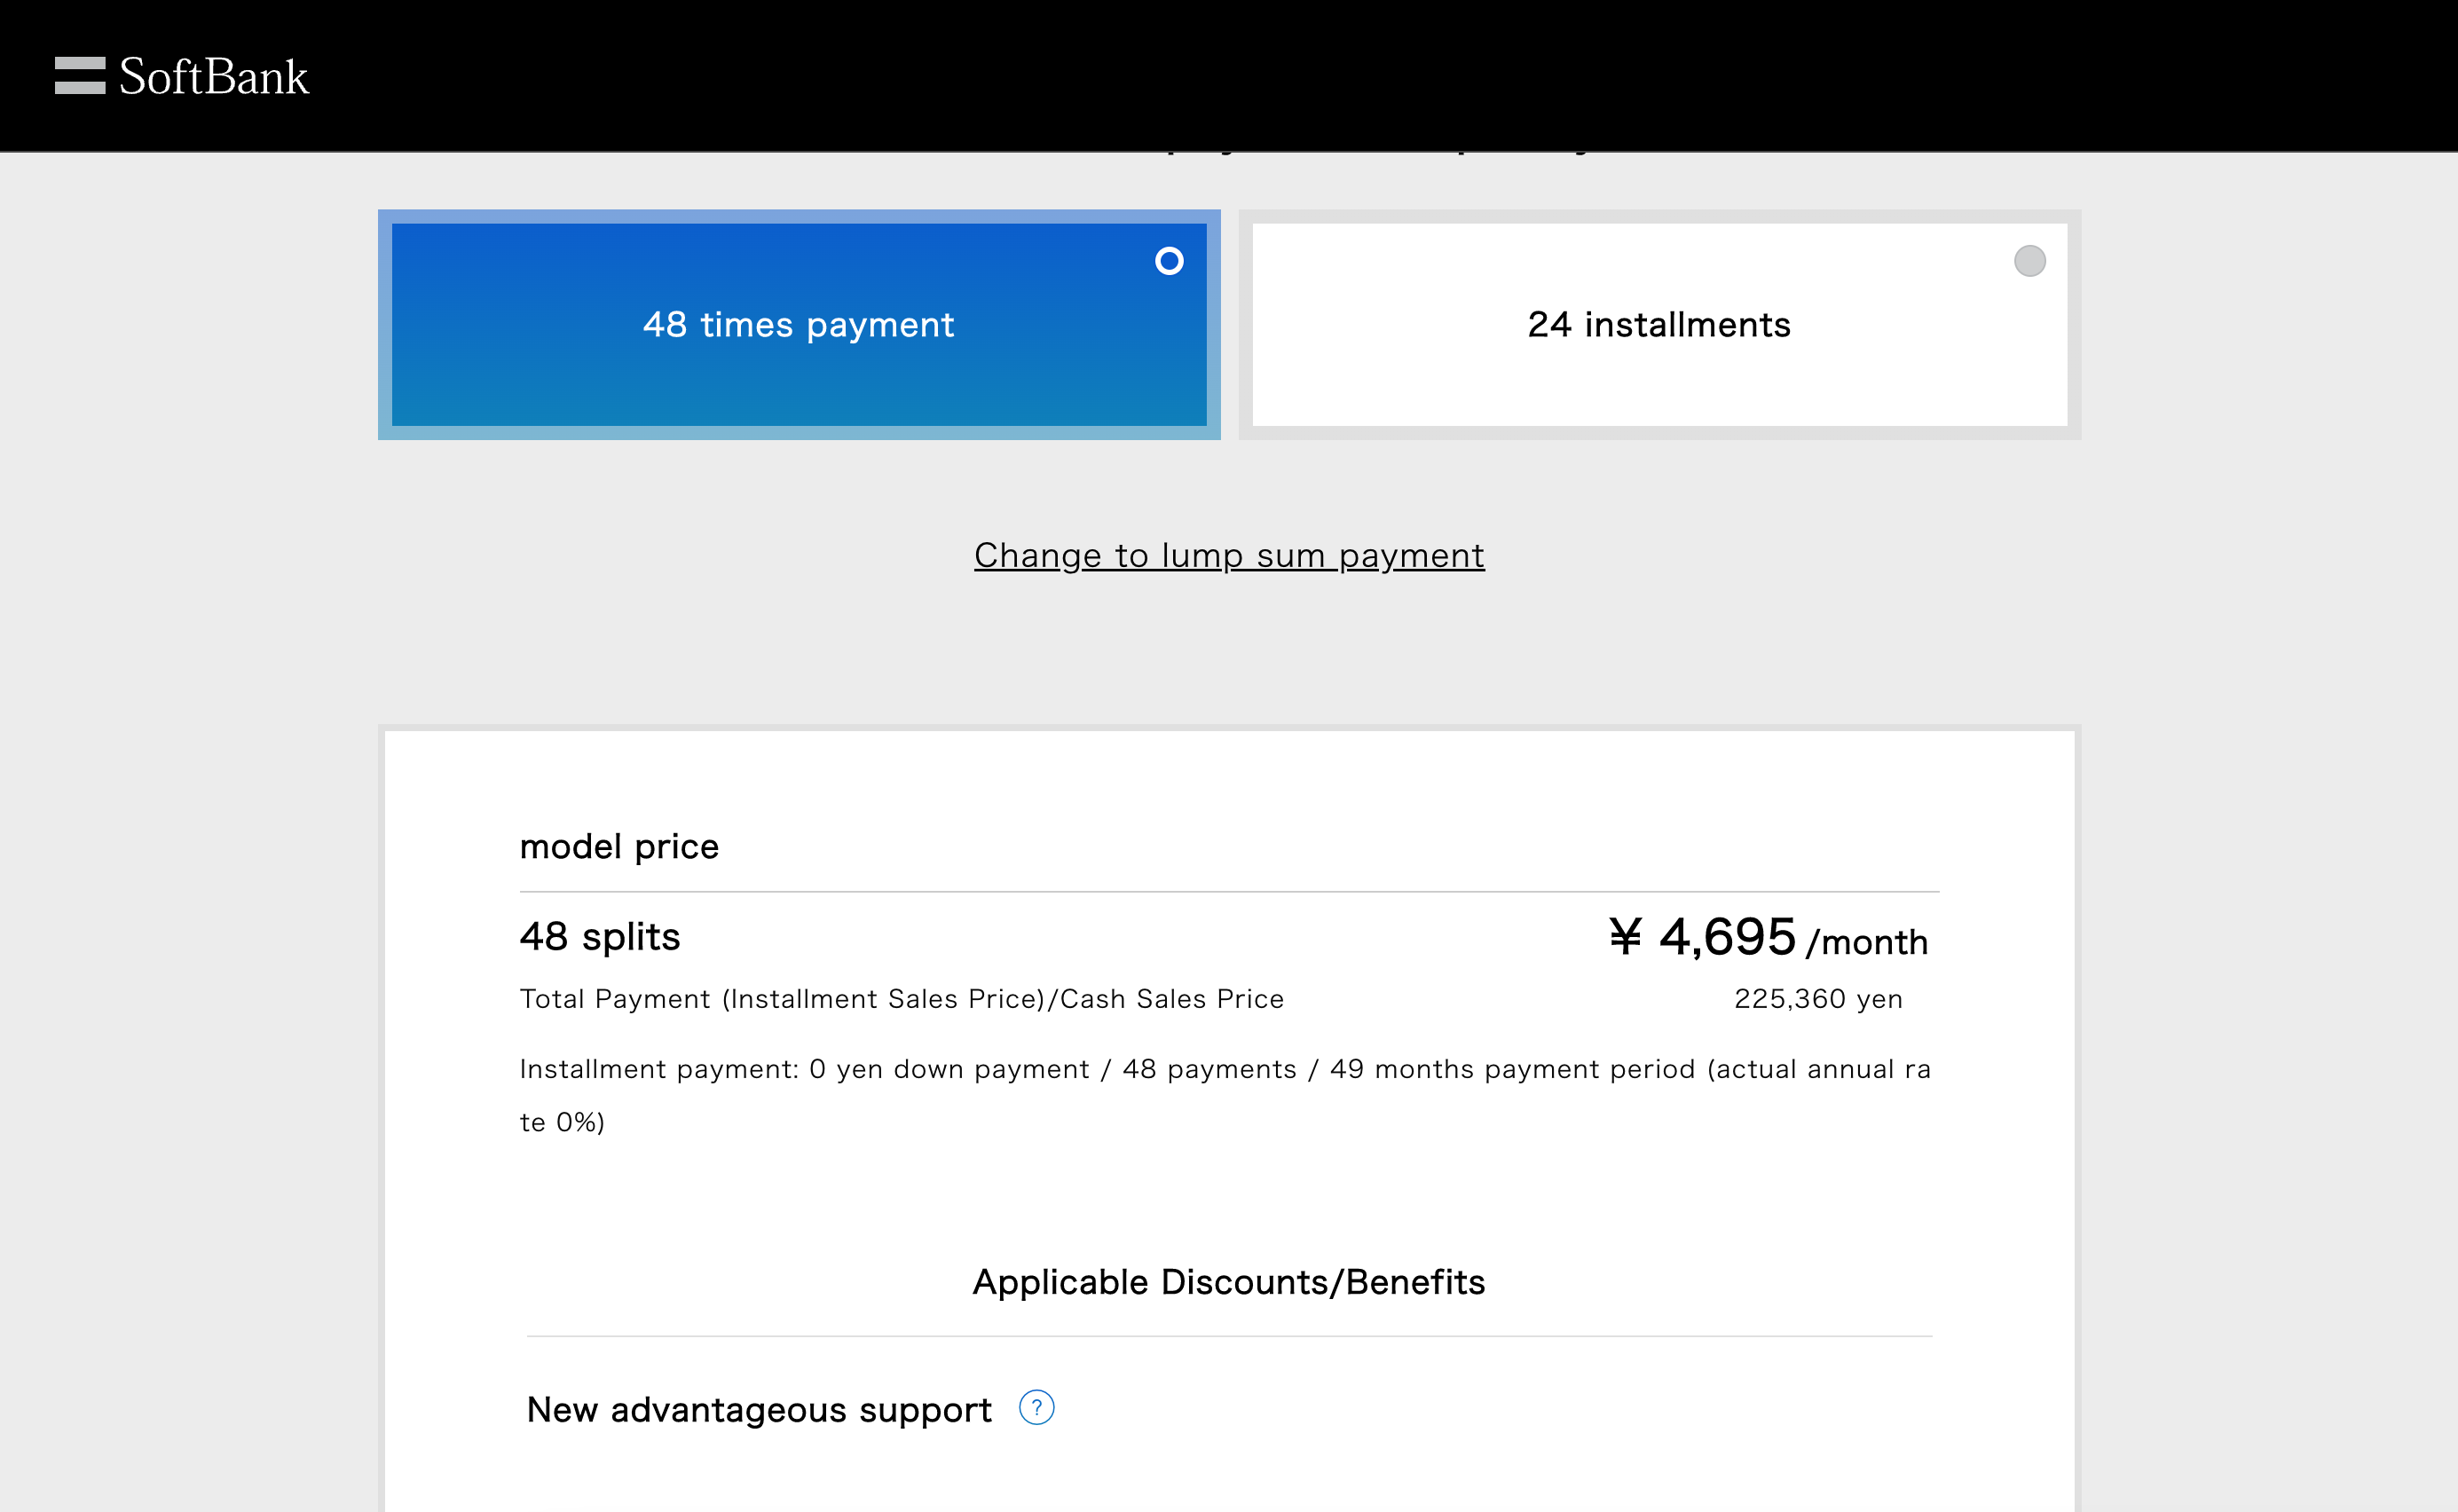 SoftBank
48 times payment
24 installments
Change to lump sum payment
model price
48 splits
¥ 4,695 /month
Total Payment (Installment Sales Price)/Cash Sales Price
225,360 yen
Installment payment: 0 yen down payment / 48 payments / 49 months payment period (actual annual ra
te 0%)
Applicable Discounts/Benefits
New advantageous support ?